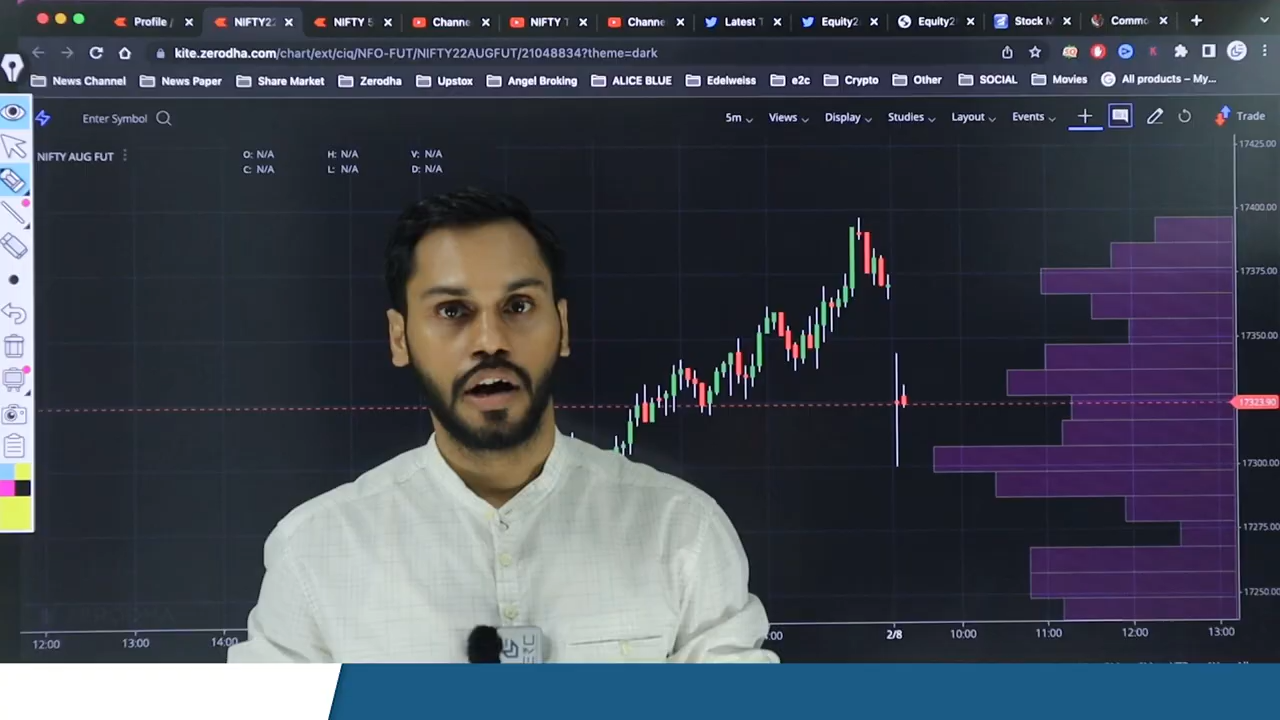 Profile / NIFTY22 NIFTY 5 Channe NIFTY T Channe Latest T Equity2 Equity2 Stock M Commo
kite.zerodha.com/chart/ext/ciq/NFO-FUT/NIFTY22AUGFUT/21048834?theme=dark
News Channel News Paper Share Market Zerodha Upstox Angel Broking ALICE BLUE Edelweiss e2c Crypto Other SOCIAL Movies All products – My...
Enter Symbol 5m Views Display Studies Layout Events Trade
NIFTY AUG FUT O: N/A H: N/A V: N/A
C: N/A L: N/A D: N/A
17425.00
17400.00
17375.00
17350.00
17323.90
17300.00
17275.00
17250.00
12:00 13:00 14:00 2/8 10:00 11:00 12:00 13:00